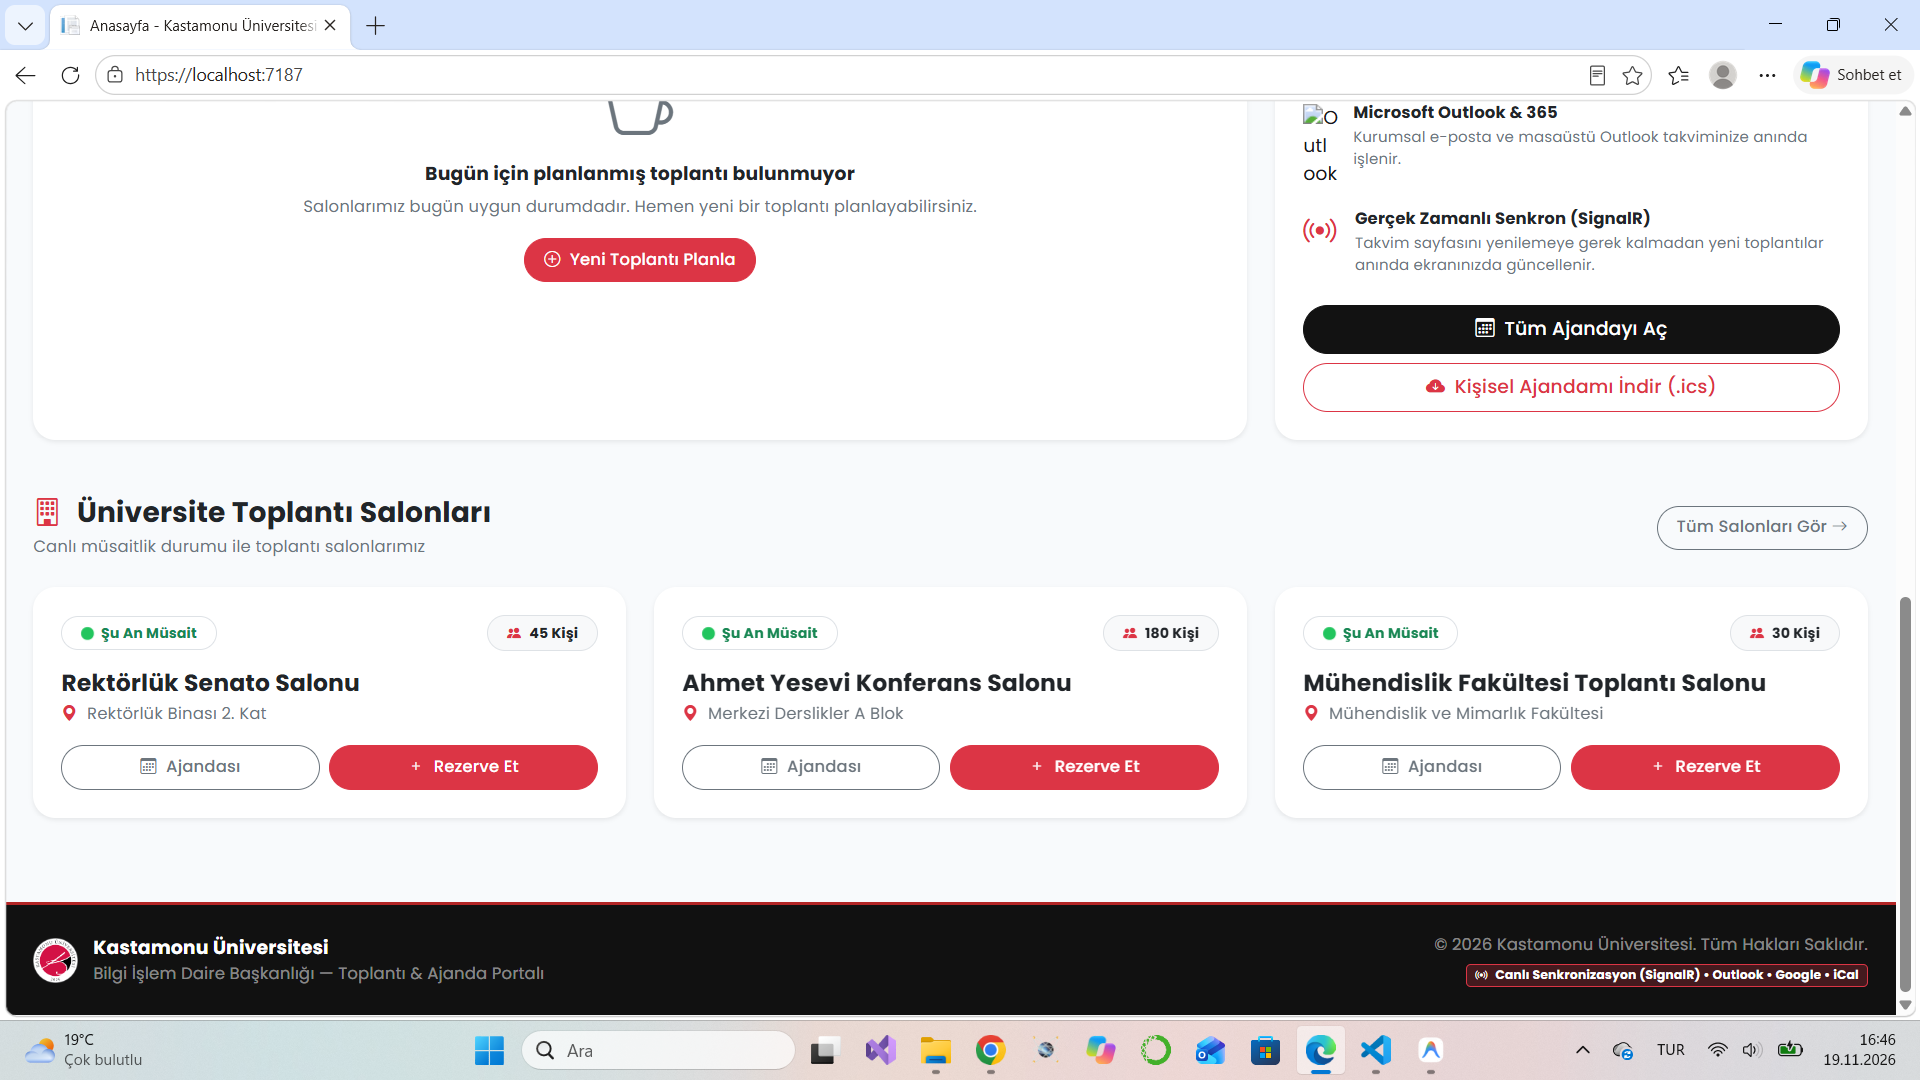 Anasayfa - Kastamonu Üniversitesi
https://localhost:7187
Sohbet et
Bugün için planlanmış toplantı bulunmuyor
Salonlarımız bugün uygun durumdadır. Hemen yeni bir toplantı planlayabilirsiniz.
Yeni Toplantı Planla
Outlook
Microsoft Outlook & 365
Kurumsal e-posta ve masaüstü Outlook takviminize anında
işlenir.
Gerçek Zamanlı Senkron (SignalR)
Takvim sayfasını yenilemeye gerek kalmadan yeni toplantılar
anında ekranınızda güncellenir.
Tüm Ajandayı Aç
Kişisel Ajandamı İndir (.ics)
Üniversite Toplantı Salonları
Canlı müsaitlik durumu ile toplantı salonlarımız
Tüm Salonları Gör →
Şu An Müsait
45 Kişi
Rektörlük Senato Salonu
Rektörlük Binası 2. Kat
Ajandası
+ Rezerve Et
Şu An Müsait
180 Kişi
Ahmet Yesevi Konferans Salonu
Merkezi Derslikler A Blok
Ajandası
+ Rezerve Et
Şu An Müsait
30 Kişi
Mühendislik Fakültesi Toplantı Salonu
Mühendislik ve Mimarlık Fakültesi
Ajandası
+ Rezerve Et
Kastamonu Üniversitesi
Bilgi İşlem Daire Başkanlığı — Toplantı & Ajanda Portalı
© 2026 Kastamonu Üniversitesi. Tüm Hakları Saklıdır.
Canlı Senkronizasyon (SignalR) • Outlook • Google • iCal
19°C
Çok bulutlu
Ara
TUR
16:46
19.11.2026